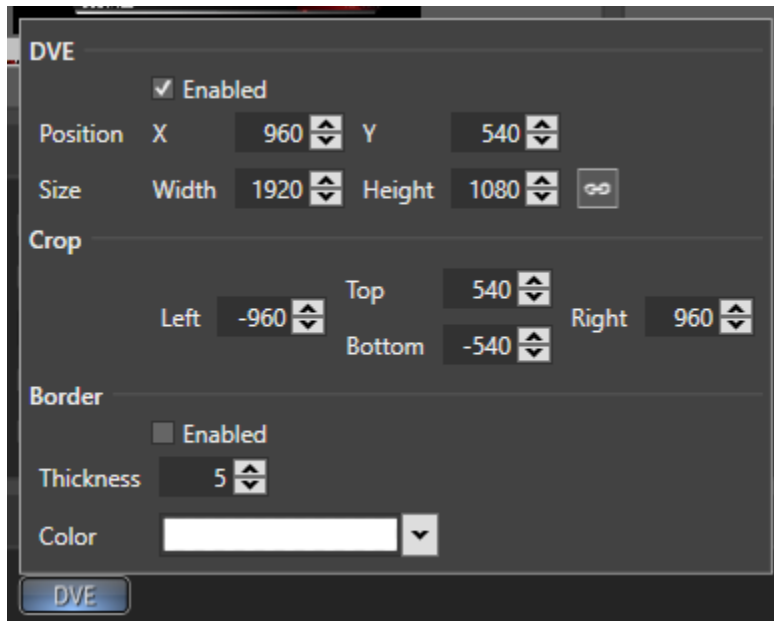 DVE
Enabled
Position X 960 Y 540
Size Width 1920 Height 1080
Crop
Top 540
Left -960 Right 960
Bottom -540
Border
Enabled
Thickness 5
Color
DVE